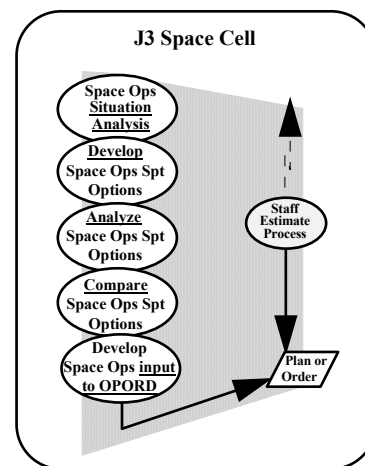 J3 Space Cell
Space Ops
Situation
Analysis
Develop
Space Ops Spt
Options
Analyze
Space Ops Spt
Options
Compare
Space Ops Spt
Options
Develop
Space Ops input
to OPORD
Staff
Estimate
Process
Plan or
Order